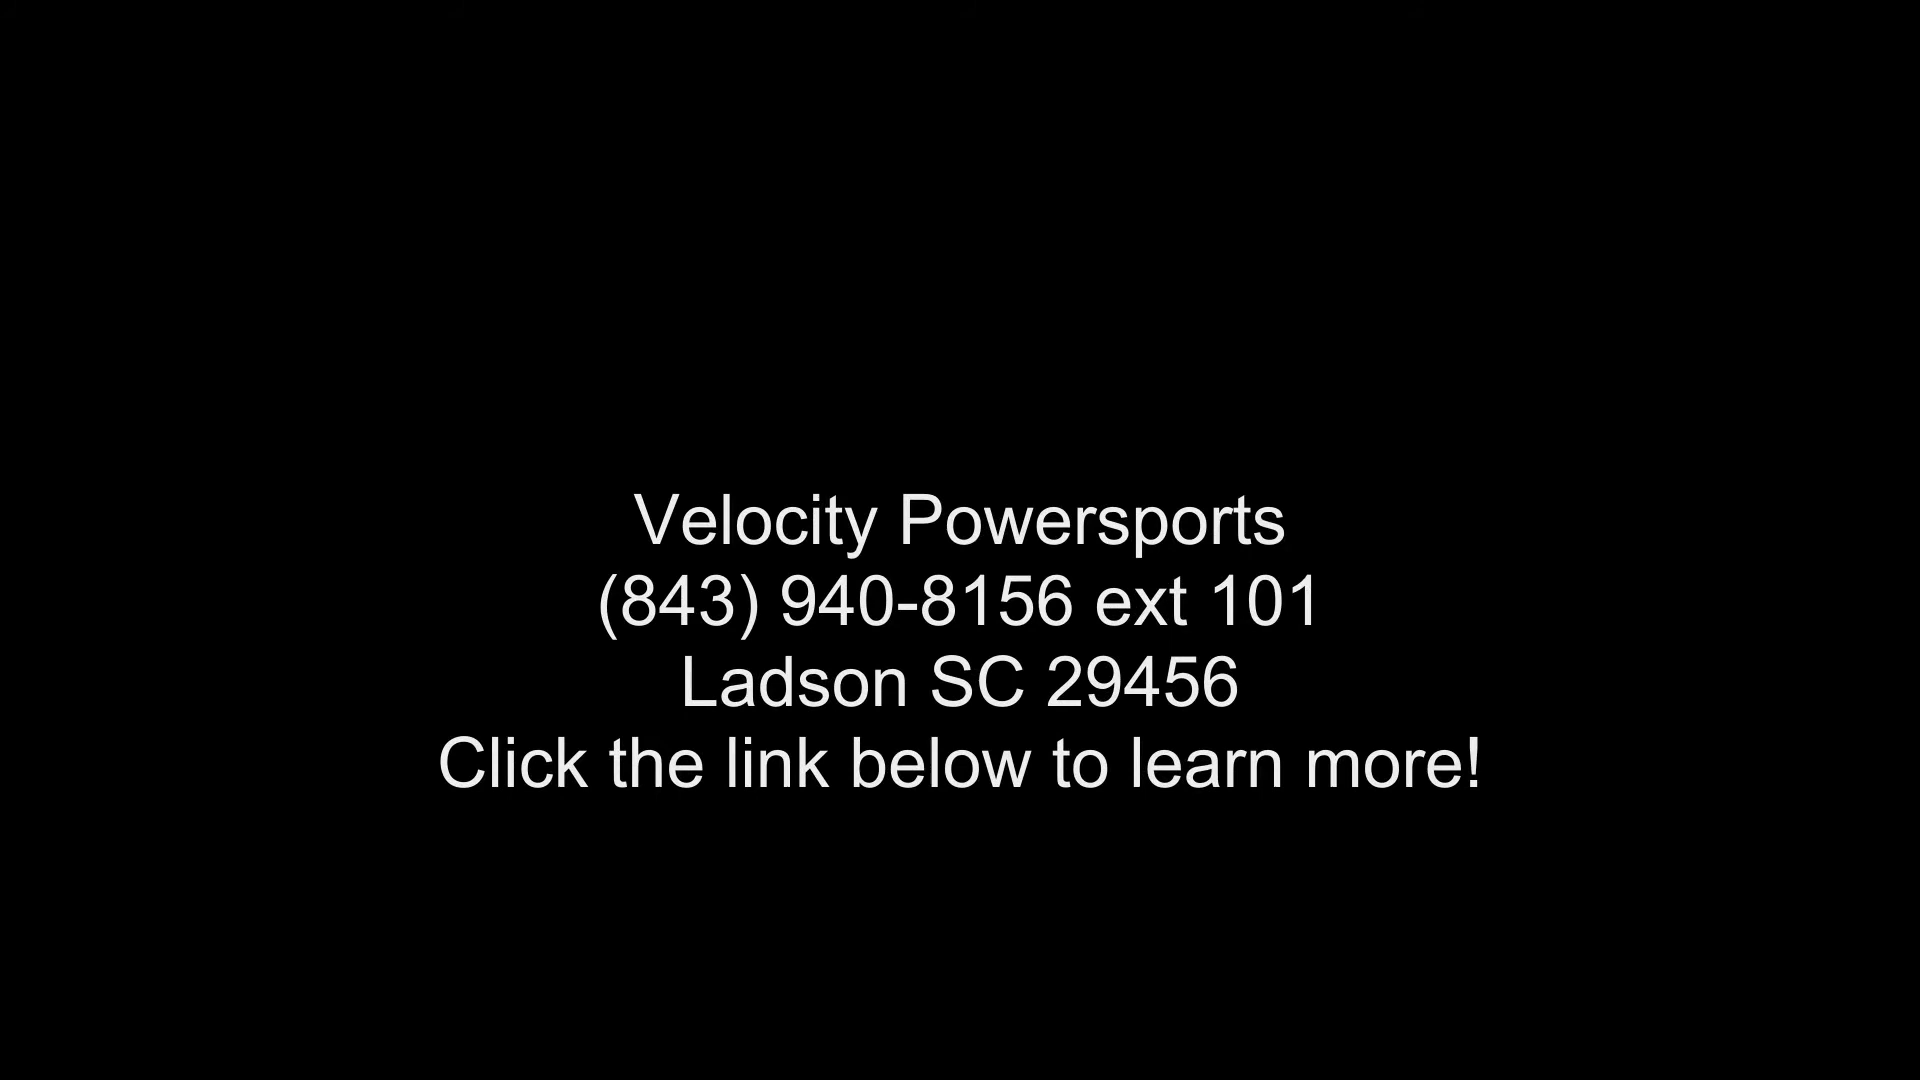 Velocity Powersports
(843) 940-8156 ext 101
Ladson SC 29456
Click the link below to learn more!